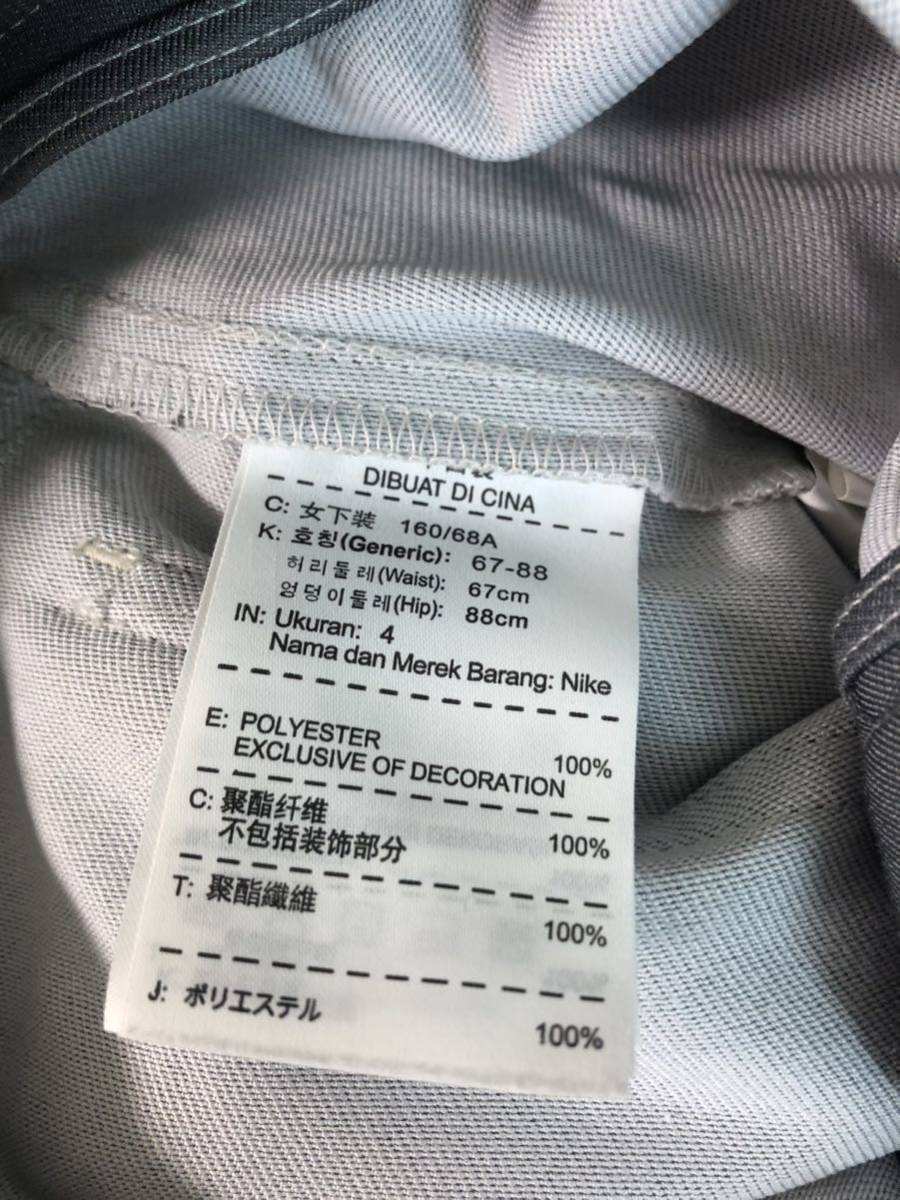 DIBUAT DI CINA
C: 女下装 160/68A
K: 호칭(Generic): 67-88
허리둘레(Waist): 67cm
엉덩이둘레(Hip): 88cm
IN: Ukuran: 4
Nama dan Merek Barang: Nike
E: POLYESTER 100%
EXCLUSIVE OF DECORATION
C: 聚酯纤维 100%
不包括装饰部分
T: 聚酯纖維 100%
J: ポリエステル 100%